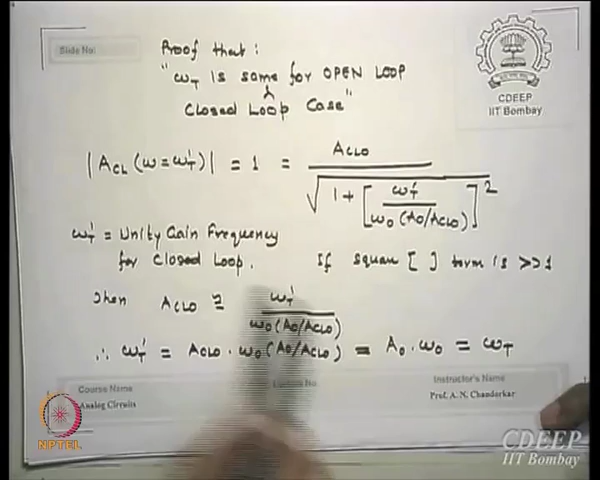 Slide No:
Proof that:
"ωT is same for OPEN LOOP
^
Closed Loop Case"
CDEEP
IIT Bombay
|ACL (ω=ωT')| = 1 = ACLO / √(1 + [ωT' / ω0 (A0/ACLO)]²)
ωT' = Unity Gain Frequency
for Closed Loop.
If square [ ] term is >>1
Then ACLO ≅ ωT' / ω0 (A0/ACLO)
∴ ωT' = ACLO · ω0 (A0/ACLO) = A0 · ω0 = ωT
Course Name
Analog Circuits
Instructor's Name
Prof. A. N. Chandorkar
NPTEL
CDEEP
IIT Bombay